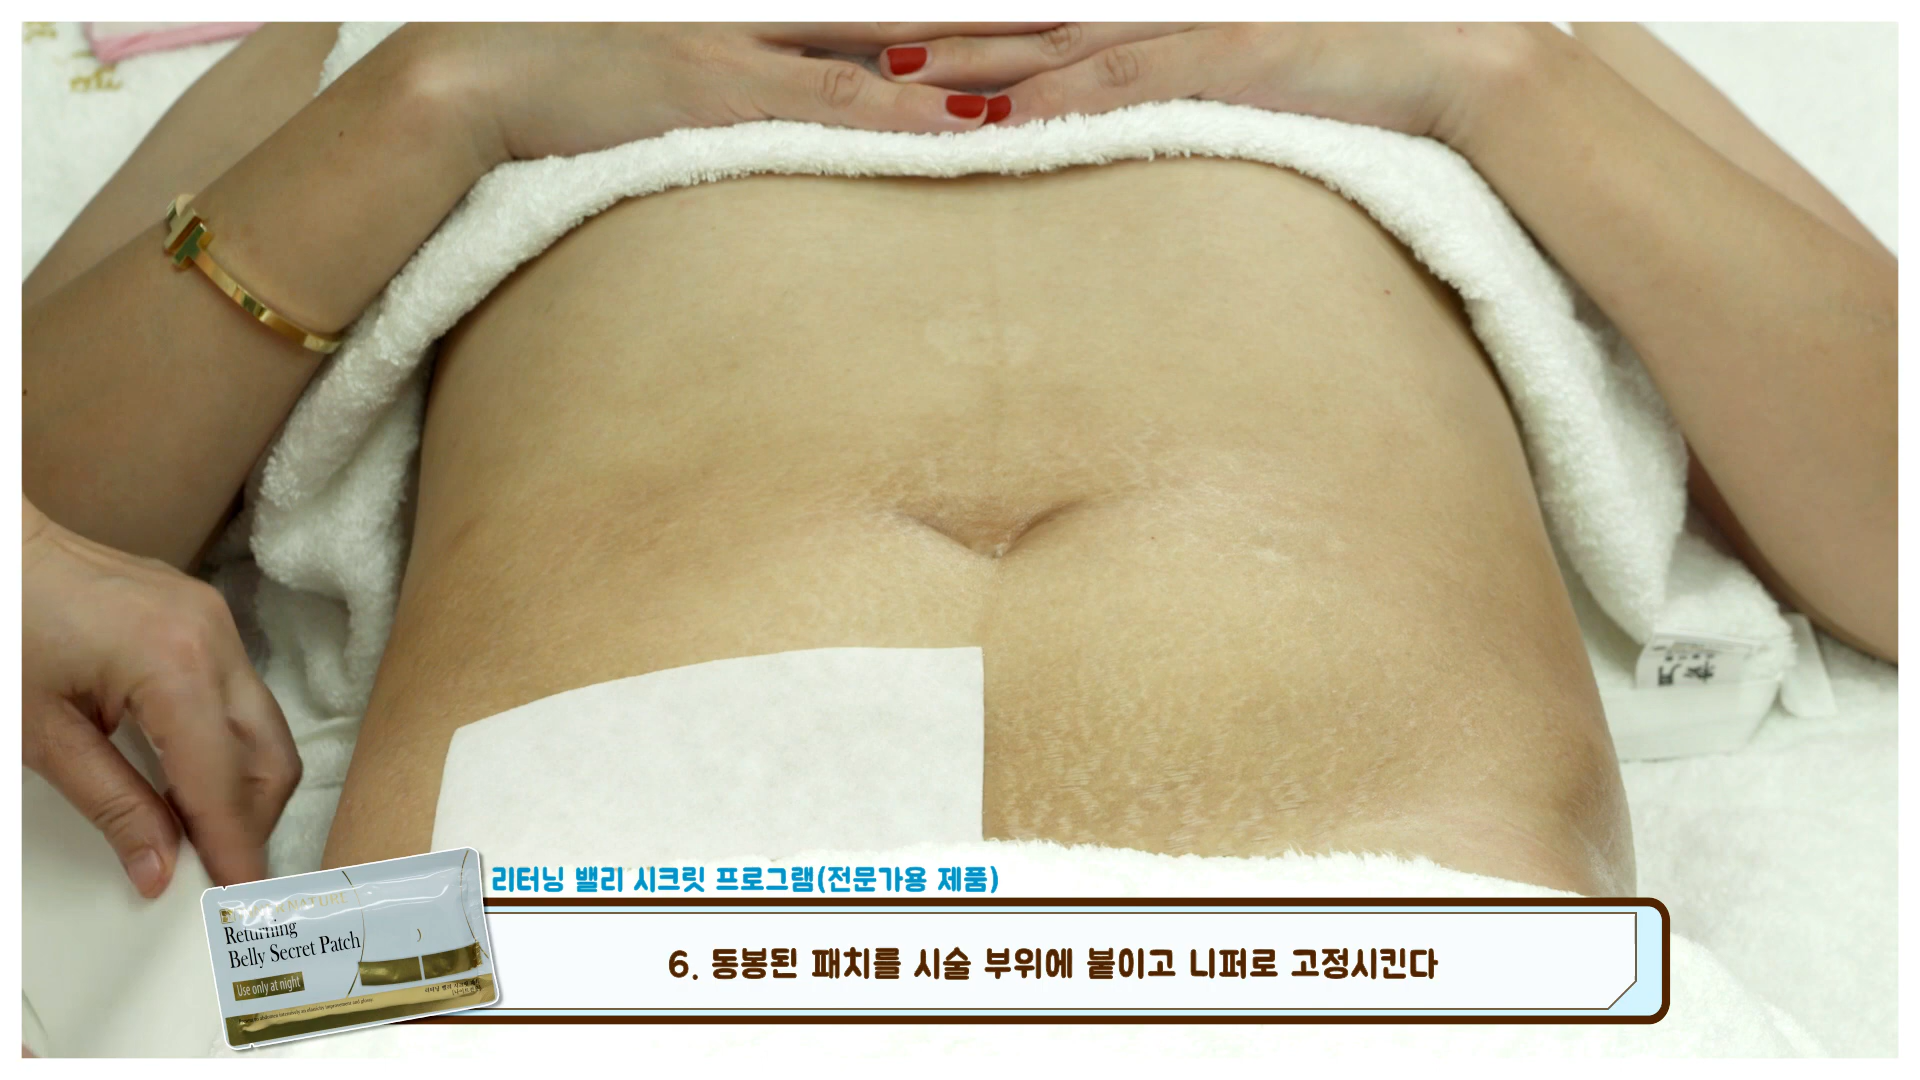 리터닝 밸리 시크릿 프로그램(전문가용 제품)
NATURE
Returning
Belly Secret Patch
Use only at night
6. 동봉된 패치를 시술 부위에 붙이고 니퍼로 고정시킨다